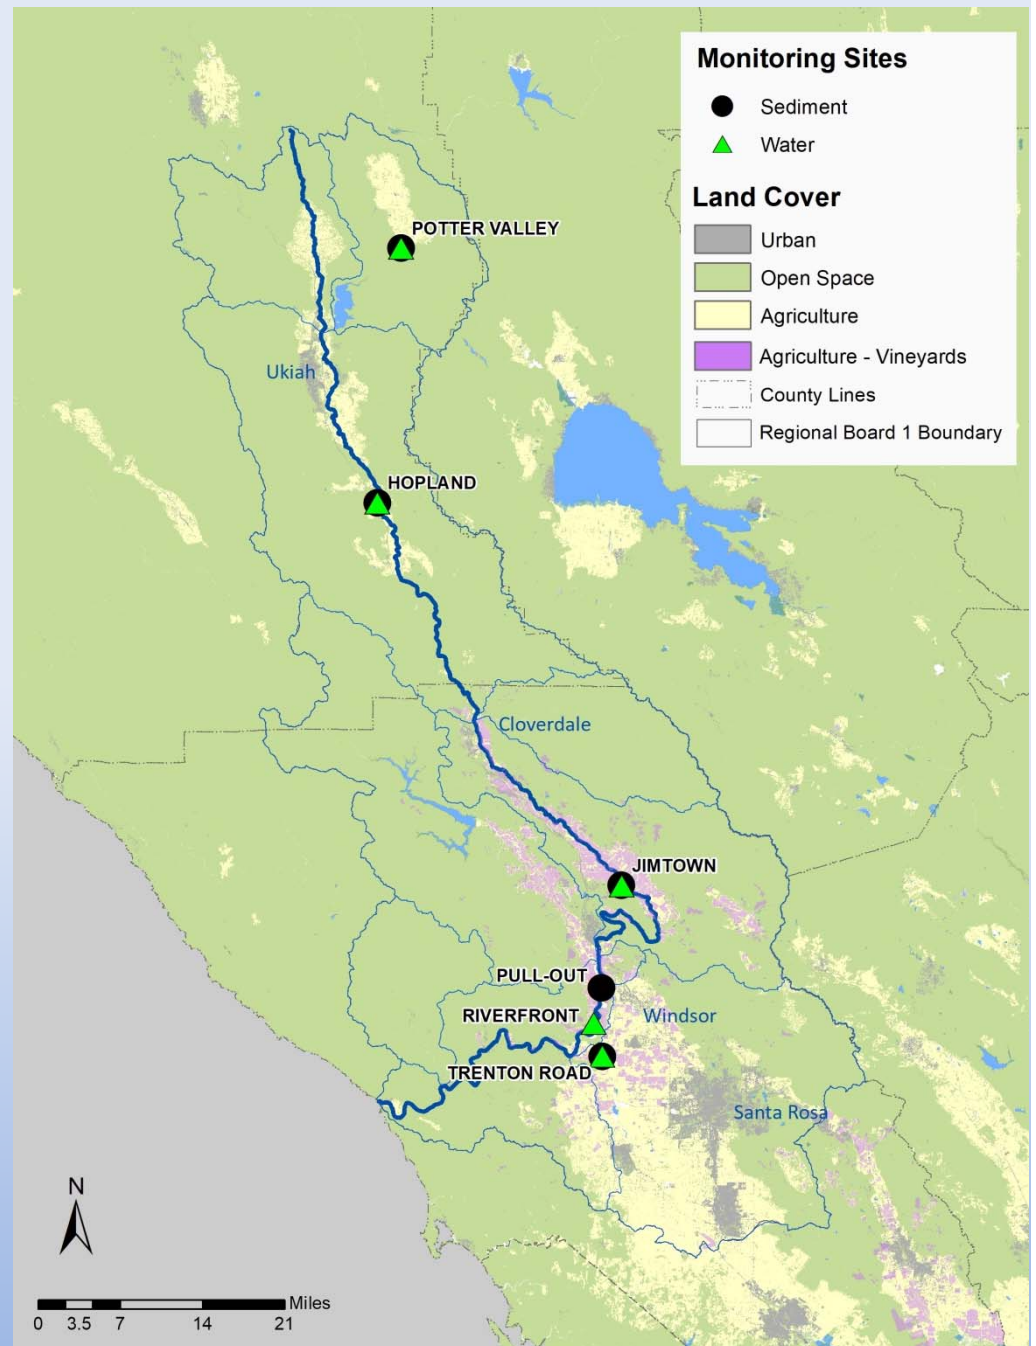 Monitoring Sites
Sediment
Water
Land Cover
Urban
Open Space
Agriculture
Agriculture - Vineyards
County Lines
Regional Board 1 Boundary
POTTER VALLEY
Ukiah
HOPLAND
Cloverdale
JIMTOWN
PULL-OUT
RIVERFRONT
Windsor
TRENTON ROAD
Santa Rosa
N
Miles
0 3.5 7 14 21